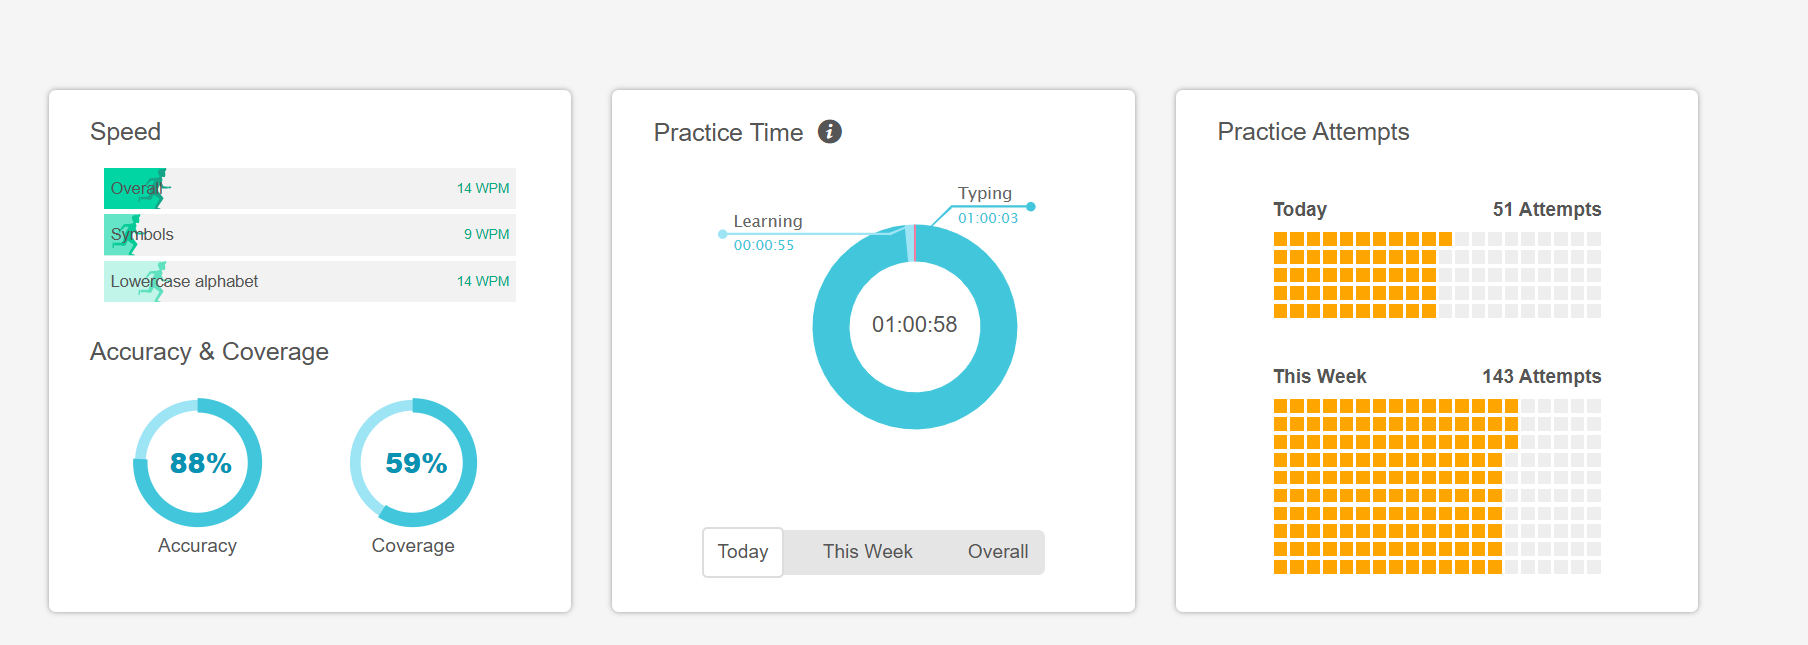 Speed
Overall 14 WPM
Symbols 9 WPM
Lowercase alphabet 14 WPM
Accuracy & Coverage
88%
59%
Accuracy
Coverage
Practice Time i
Typing
01:00:03
Learning
00:00:55
01:00:58
Today This Week Overall
Practice Attempts
Today 51 Attempts
This Week 143 Attempts